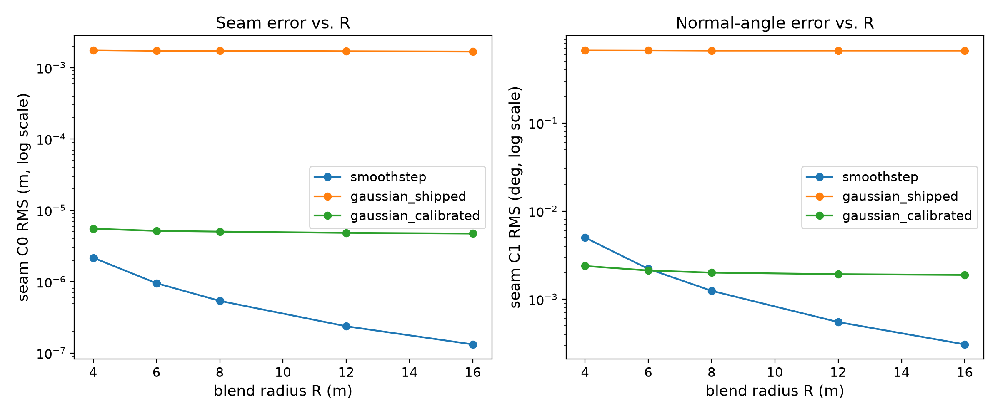 Seam error vs. R
seam C0 RMS (m, log scale)
10⁻³
10⁻⁴
10⁻⁵
10⁻⁶
10⁻⁷
smoothstep
gaussian_shipped
gaussian_calibrated
4 6 8 10 12 14 16
blend radius R (m)
Normal-angle error vs. R
seam C1 RMS (deg, log scale)
10⁻¹
10⁻²
10⁻³
smoothstep
gaussian_shipped
gaussian_calibrated
4 6 8 10 12 14 16
blend radius R (m)